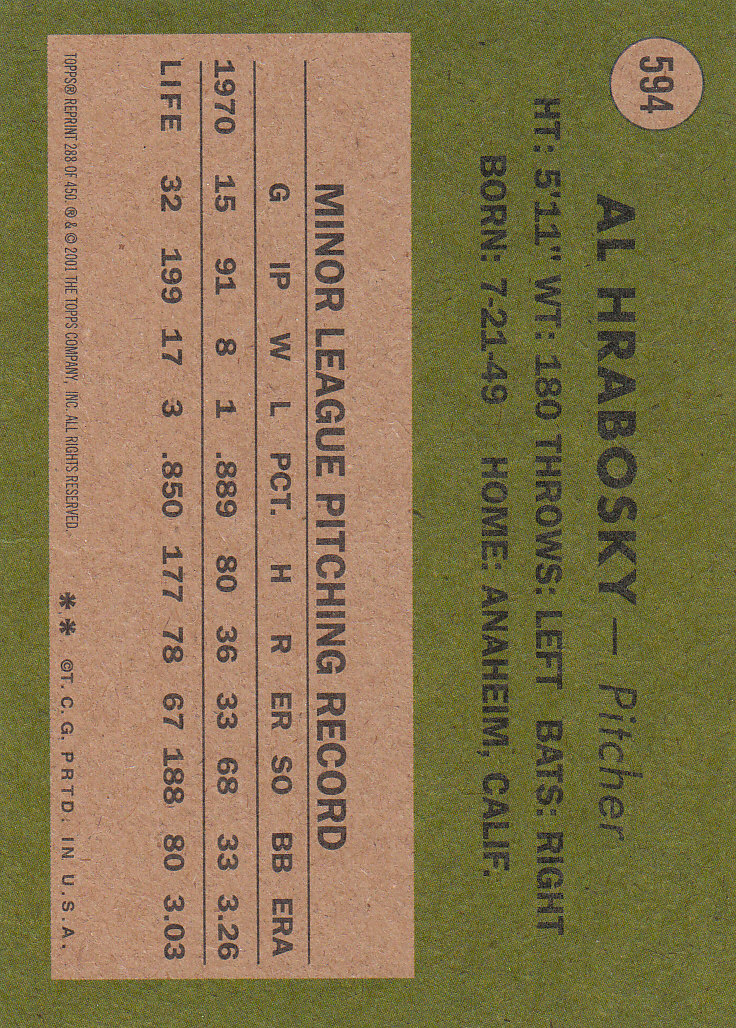 594
AL HRABOSKY — Pitcher
HT: 5'11" WT: 180 THROWS: LEFT BATS: RIGHT
BORN: 7-21-49 HOME: ANAHEIM, CALIF.
MINOR LEAGUE PITCHING RECORD
G IP W L PCT. H R ER SO BB ERA
1970 15 91 8 1 .889 80 36 33 68 33 3.26
LIFE 32 199 17 3 .850 177 78 67 188 80 3.03
TOPPS® REPRINT 288 OF 450. ® & © 2001 THE TOPPS COMPANY, INC. ALL RIGHTS RESERVED. ** ©T. C. G. PRTD. IN U.S.A.